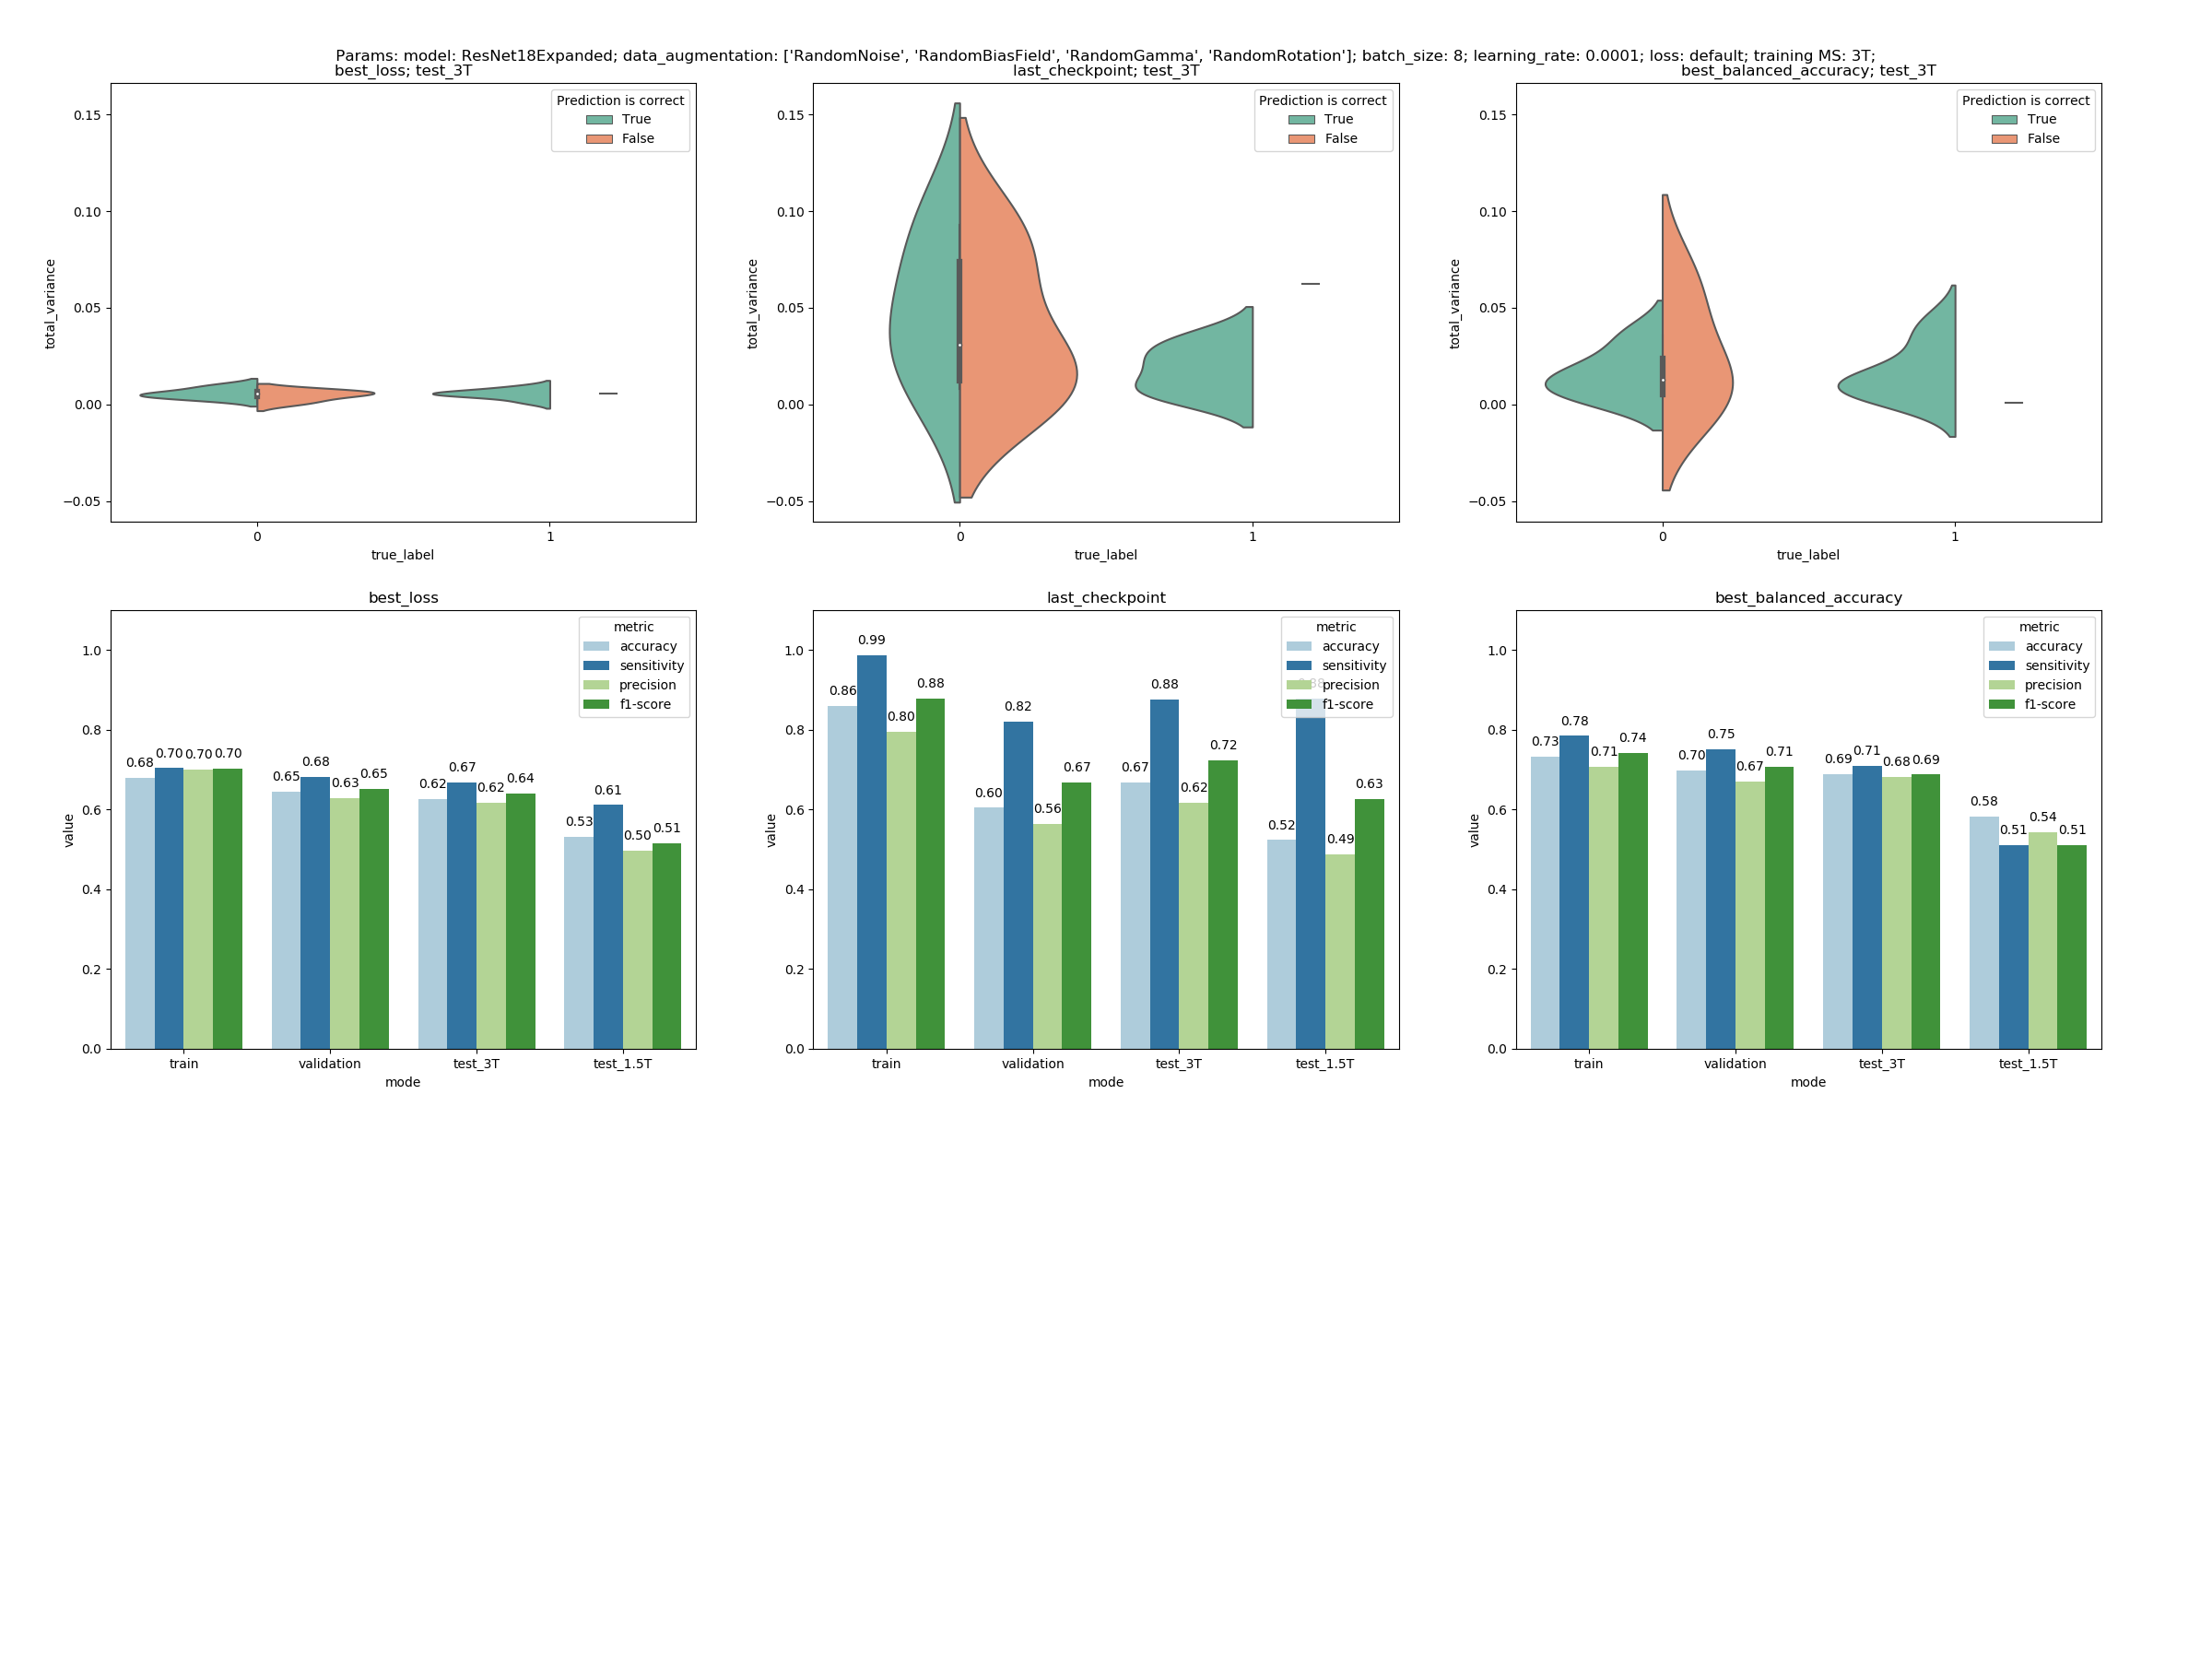 Params: model: ResNet18Expanded; data_augmentation: ['RandomNoise', 'RandomBiasField', 'RandomGamma', 'RandomRotation']; batch_size: 8; learning_rate: 0.0001; loss: default; training MS: 3T;
best_loss; test_3T
Prediction is correct
True
False
0.15
0.10
0.05
0.00
−0.05
total_variance
0 1
true_label
last_checkpoint; test_3T
Prediction is correct
True
False
0.15
0.10
0.05
0.00
−0.05
total_variance
0 1
true_label
best_balanced_accuracy; test_3T
Prediction is correct
True
False
0.15
0.10
0.05
0.00
−0.05
total_variance
0 1
true_label
best_loss
metric
accuracy
sensitivity
precision
f1-score
1.0
0.8
0.6
0.4
0.2
0.0
value
0.68 0.70 0.70 0.70
0.65 0.68 0.63 0.65
0.62 0.67 0.62 0.64
0.53 0.61 0.50 0.51
train validation test_3T test_1.5T
mode
last_checkpoint
metric
accuracy
sensitivity
precision
f1-score
1.0
0.8
0.6
0.4
0.2
0.0
value
0.86 0.99 0.80 0.88
0.60 0.82 0.56 0.67
0.67 0.88 0.62 0.72
0.52 0.49 0.63
train validation test_3T test_1.5T
mode
best_balanced_accuracy
metric
accuracy
sensitivity
precision
f1-score
1.0
0.8
0.6
0.4
0.2
0.0
value
0.73 0.78 0.71 0.74
0.70 0.75 0.67 0.71
0.69 0.71 0.68 0.69
0.58 0.51 0.54 0.51
train validation test_3T test_1.5T
mode